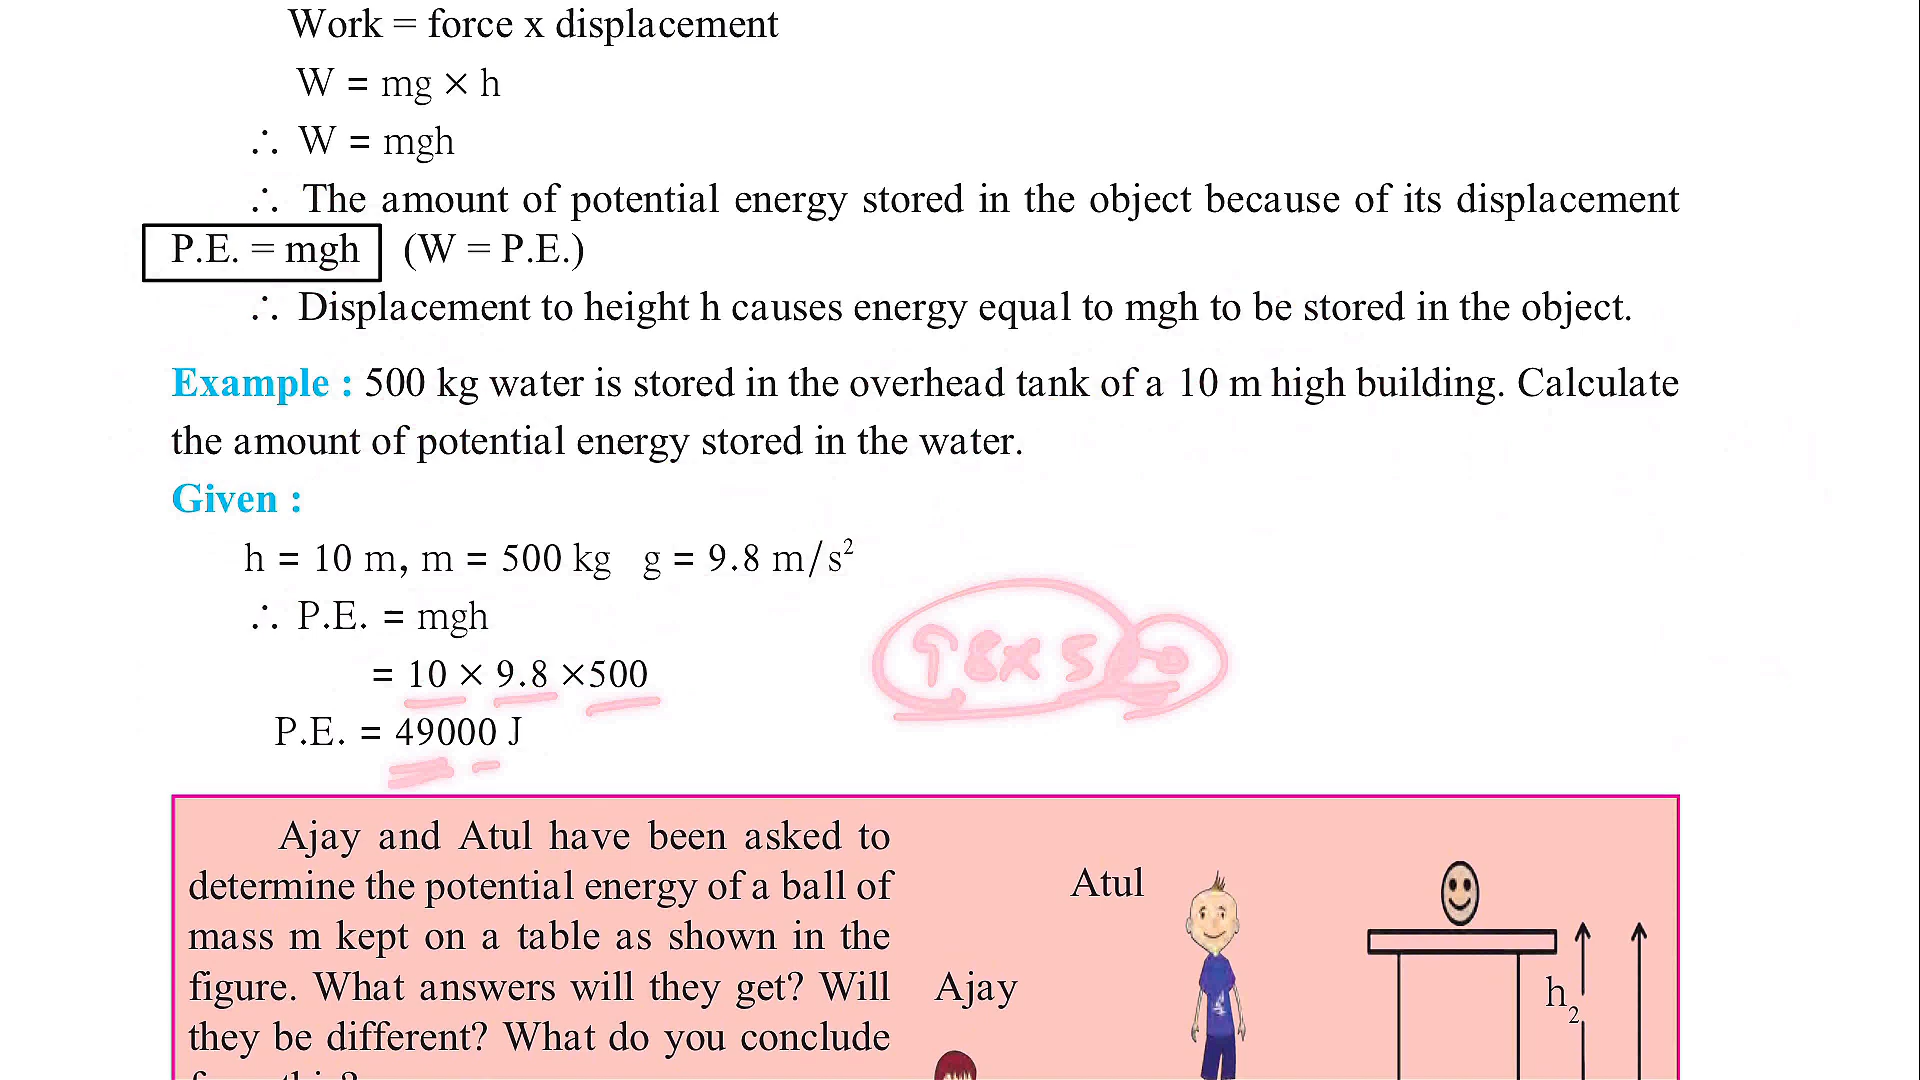 Work = force x displacement
W = mg × h
∴ W = mgh
∴ The amount of potential energy stored in the object because of its displacement
P.E. = mgh (W = P.E.)
∴ Displacement to height h causes energy equal to mgh to be stored in the object.
Example : 500 kg water is stored in the overhead tank of a 10 m high building. Calculate
the amount of potential energy stored in the water.
Given :
h = 10 m, m = 500 kg g = 9.8 m/s²
∴ P.E. = mgh
= 10 × 9.8 ×500
98×5
P.E. = 49000 J
Ajay and Atul have been asked to
determine the potential energy of a ball of
mass m kept on a table as shown in the
figure. What answers will they get? Will
they be different? What do you conclude
Atul
Ajay
h₂